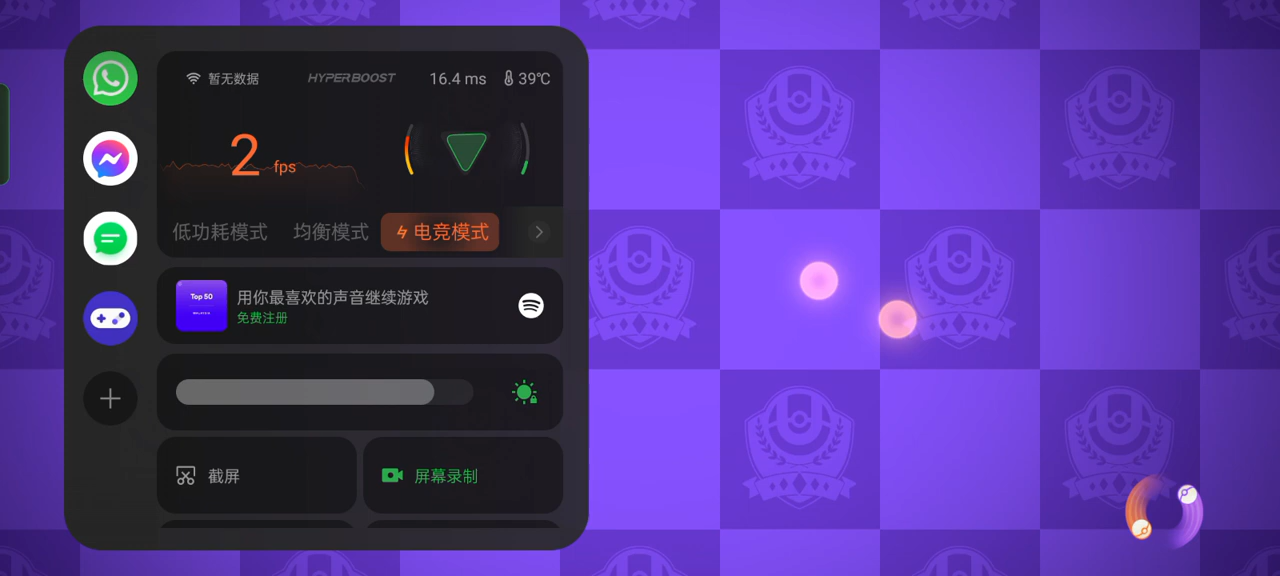 暂无数据
HYPERBOOST
16.4 ms
39℃
2 fps
低功耗模式
均衡模式
电竞模式
Top 50
用你最喜欢的声音继续游戏
免费注册
截屏
屏幕录制